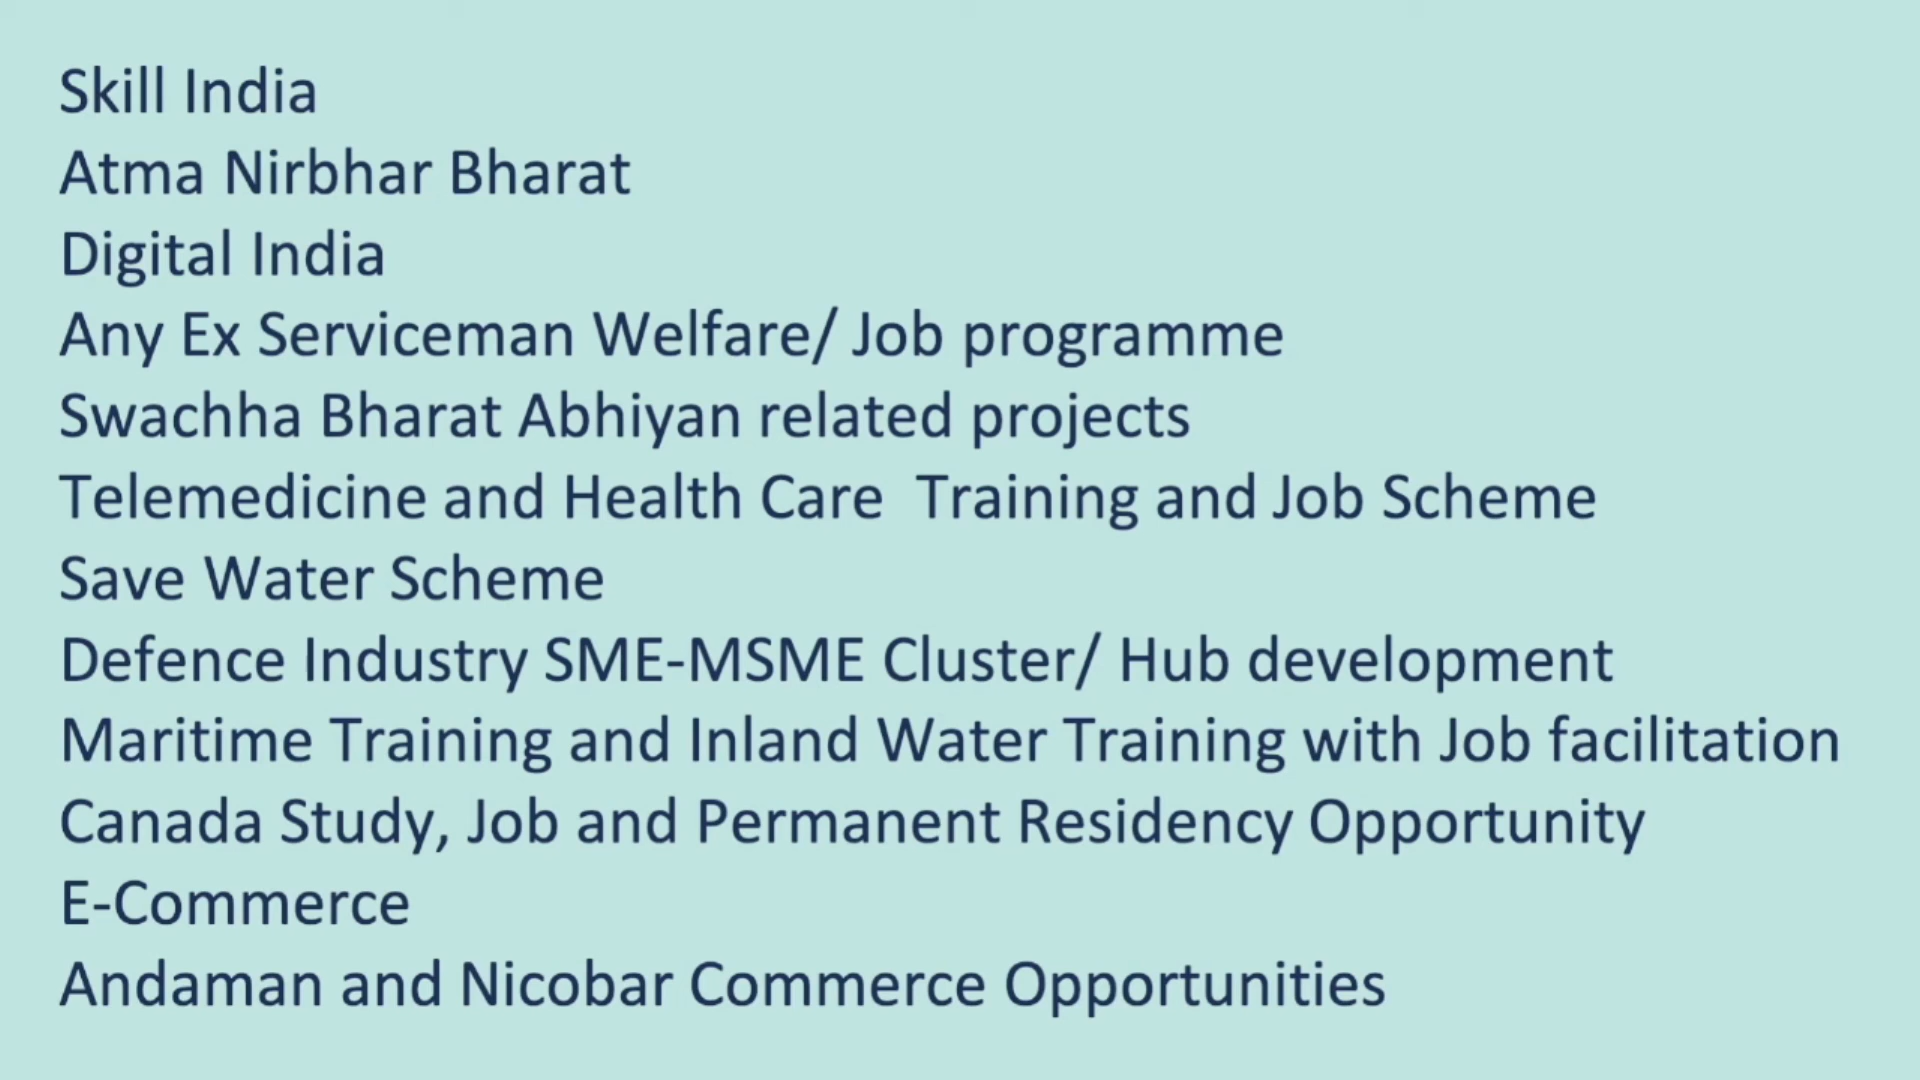 Skill India
Atma Nirbhar Bharat
Digital India
Any Ex Serviceman Welfare/ Job programme
Swachha Bharat Abhiyan related projects
Telemedicine and Health Care  Training and Job Scheme
Save Water Scheme
Defence Industry SME-MSME Cluster/ Hub development
Maritime Training and Inland Water Training with Job facilitation
Canada Study, Job and Permanent Residency Opportunity
E-Commerce
Andaman and Nicobar Commerce Opportunities